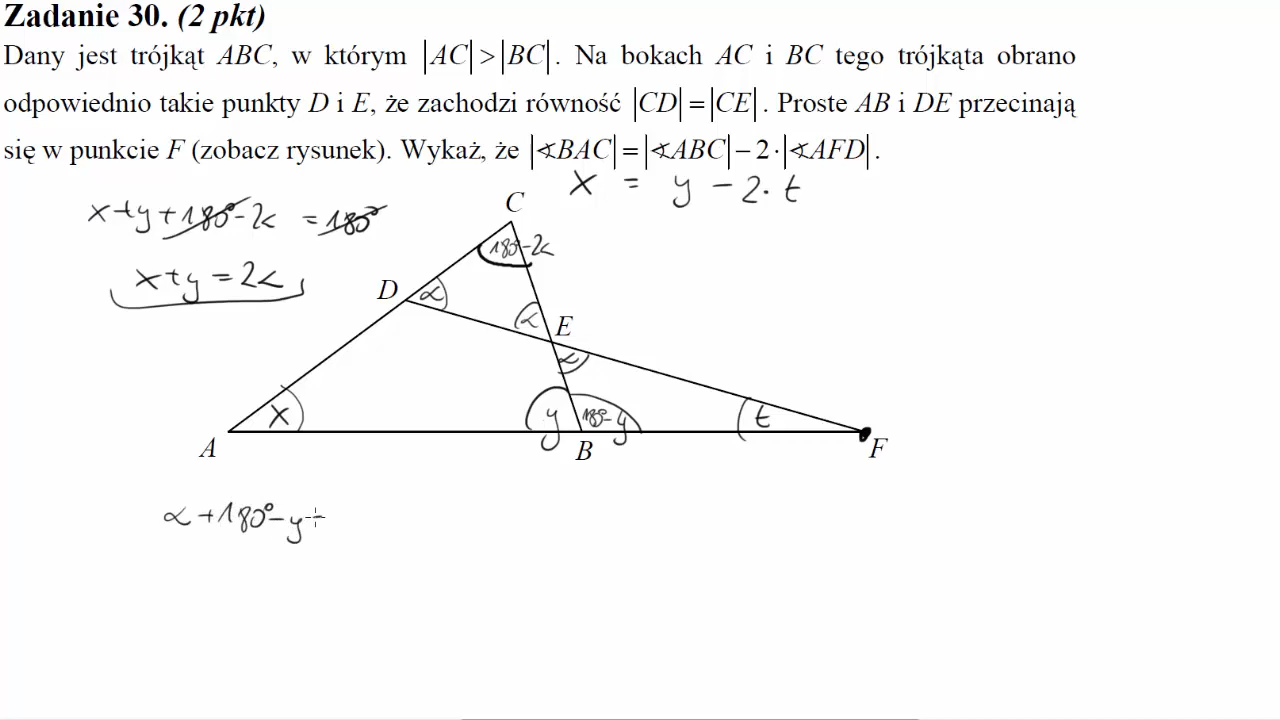 Zadanie 30. (2 pkt)
Dany jest trójkąt ABC, w którym |AC| > |BC|. Na bokach AC i BC tego trójkąta obrano
odpowiednio takie punkty D i E, że zachodzi równość |CD| = |CE|. Proste AB i DE przecinają
się w punkcie F (zobacz rysunek). Wykaż, że |∢BAC| = |∢ABC| − 2·|∢AFD|.
x = y − 2·t
x+y+180°−2α = 180°
x+y = 2α
C
180°−2α
D
α
α
E
α
x
y
180°−y
t
A
B
F
α+180°−y+